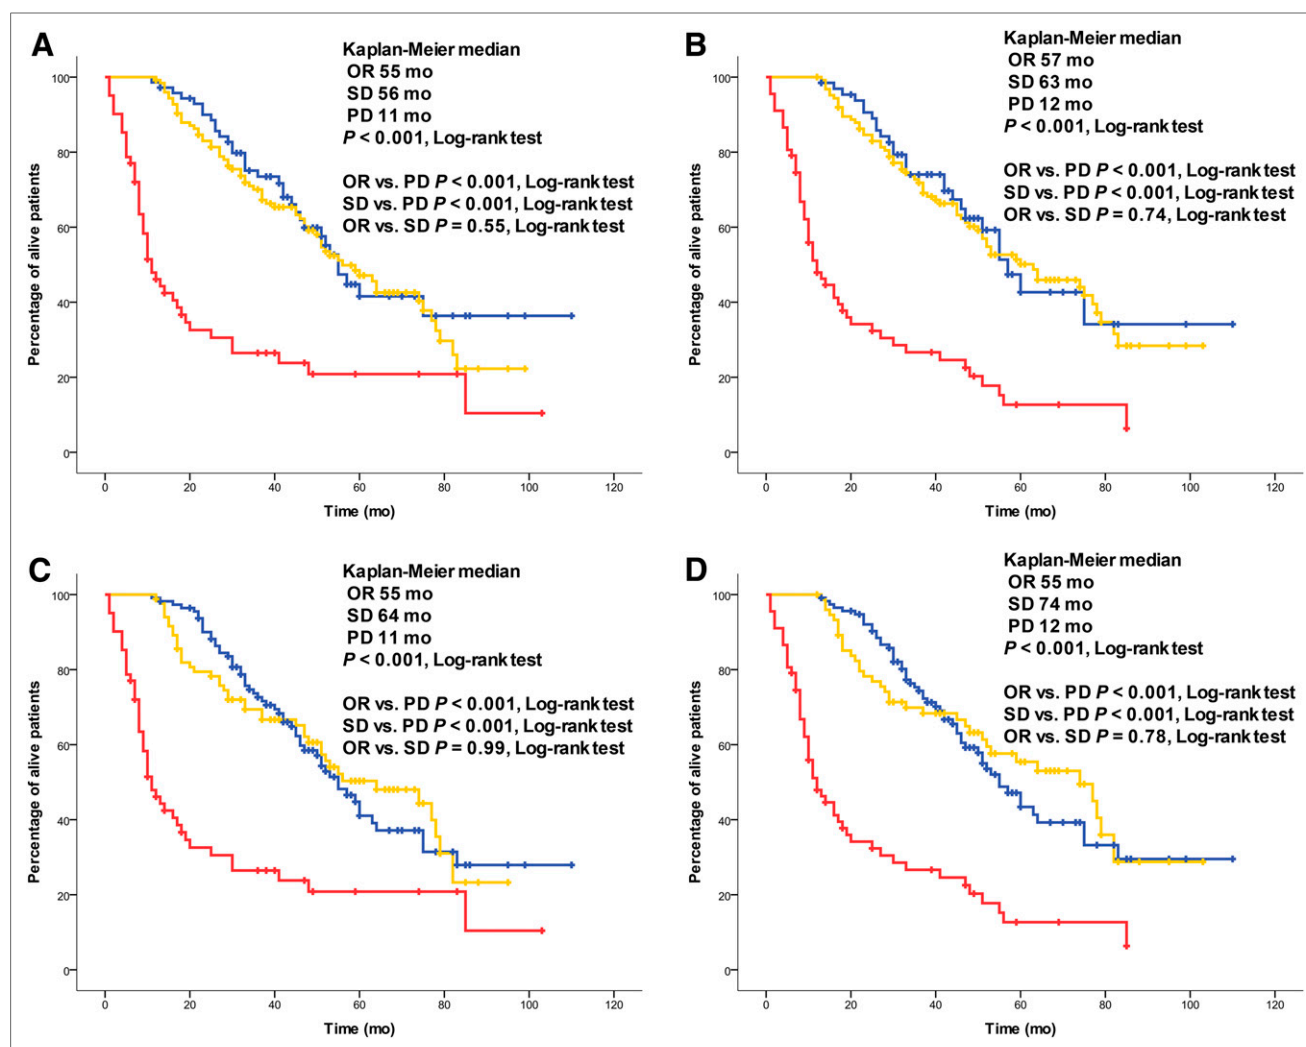 A
Kaplan-Meier median
OR 55 mo
SD 56 mo
PD 11 mo
P < 0.001, Log-rank test
OR vs. PD P < 0.001, Log-rank test
SD vs. PD P < 0.001, Log-rank test
OR vs. SD P = 0.55, Log-rank test
Percentage of alive patients
100
80
60
40
20
0
0 20 40 60 80 100 120
Time (mo)
B
Kaplan-Meier median
OR 57 mo
SD 63 mo
PD 12 mo
P < 0.001, Log-rank test
OR vs. PD P < 0.001, Log-rank test
SD vs. PD P < 0.001, Log-rank test
OR vs. SD P = 0.74, Log-rank test
Percentage of alive patients
100
80
60
40
20
0
0 20 40 60 80 100 120
Time (mo)
C
Kaplan-Meier median
OR 55 mo
SD 64 mo
PD 11 mo
P < 0.001, Log-rank test
OR vs. PD P < 0.001, Log-rank test
SD vs. PD P < 0.001, Log-rank test
OR vs. SD P = 0.99, Log-rank test
Percentage of alive patients
100
80
60
40
20
0
0 20 40 60 80 100 120
Time (mo)
D
Kaplan-Meier median
OR 55 mo
SD 74 mo
PD 12 mo
P < 0.001, Log-rank test
OR vs. PD P < 0.001, Log-rank test
SD vs. PD P < 0.001, Log-rank test
OR vs. SD P = 0.78, Log-rank test
Percentage of alive patients
100
80
60
40
20
0
0 20 40 60 80 100 120
Time (mo)